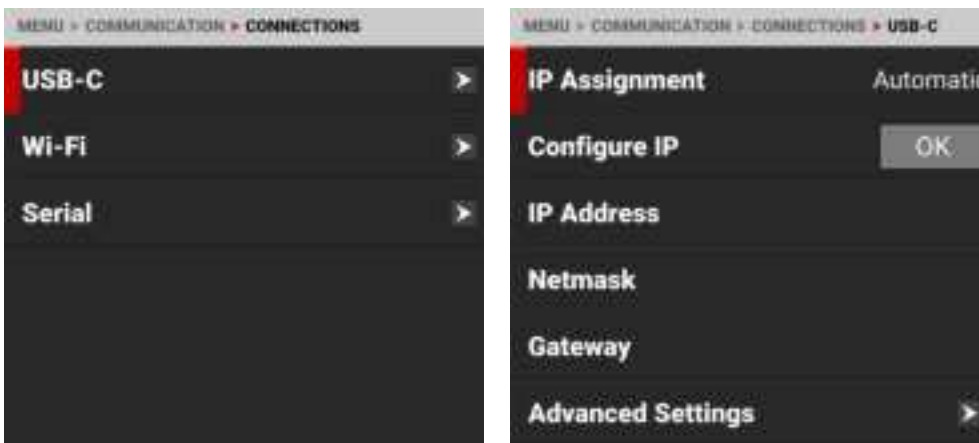 MENU > COMMUNICATION > CONNECTIONS
USB-C
Wi-Fi
Serial
MENU > COMMUNICATION > CONNECTIONS > USB-C
IP Assignment Automatic
Configure IP OK
IP Address
Netmask
Gateway
Advanced Settings